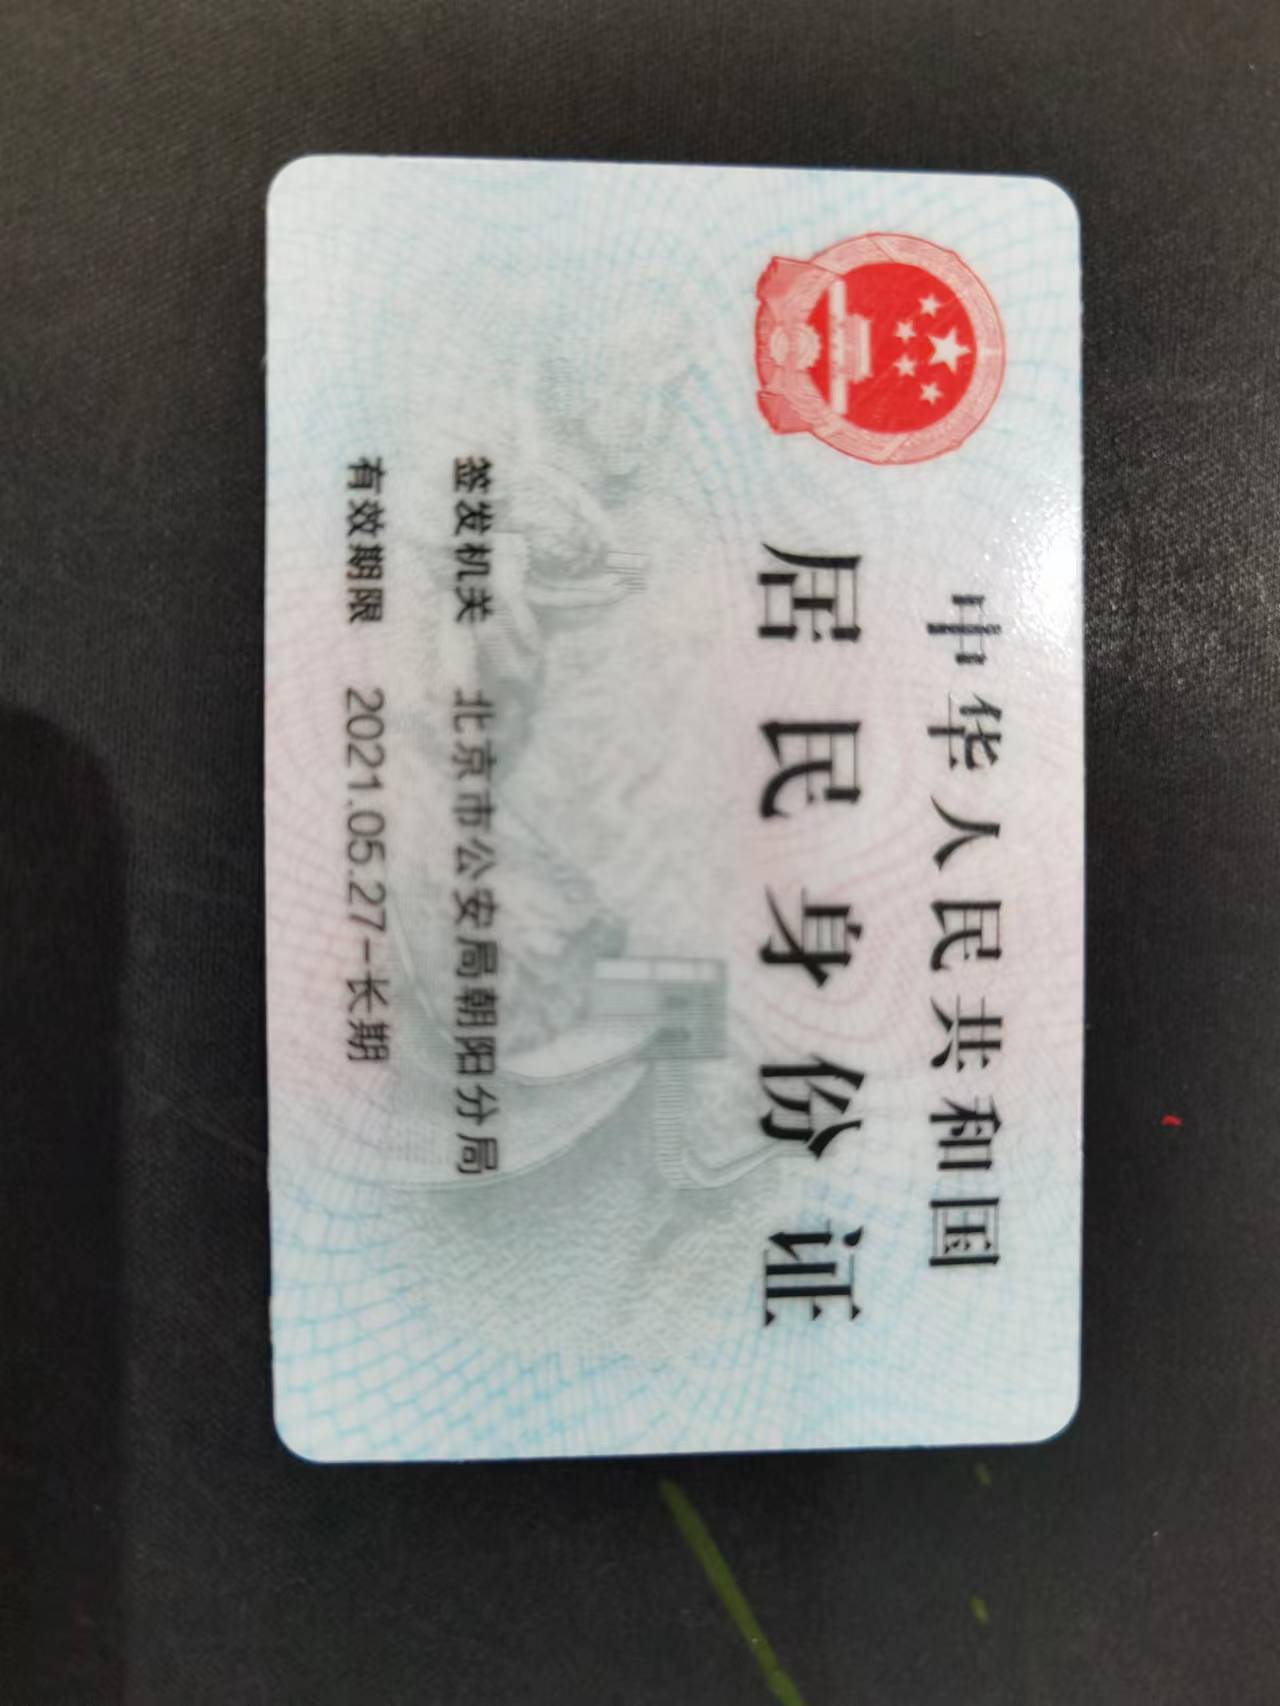 中华人民共和国
居民身份证
签发机关 北京市公安局朝阳分局
有效期限 2021.05.27-长期